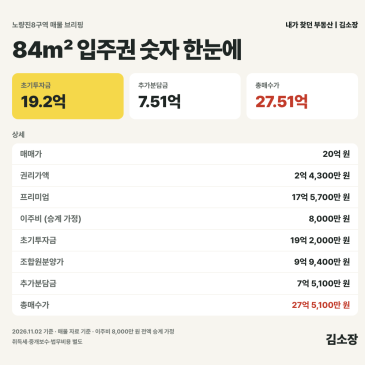 노량진8구역 매물 브리핑
내가 찾던 부동산 | 김소장
84m² 입주권 숫자 한눈에
초기투자금
19.2억
추가분담금
7.51억
총매수가
27.51억
상세
매매가 20억 원
권리가액 2억 4,300만 원
프리미엄 17억 5,700만 원
이주비 (승계 가정) 8,000만 원
초기투자금 19억 2,000만 원
조합원분양가 9억 9,400만 원
추가분담금 7억 5,100만 원
총매수가 27억 5,100만 원
2026.11.02 기준 · 매물 자료 기준 · 이주비 8,000만 원 전액 승계 가정
취득세·중개보수·법무비용 별도
김소장